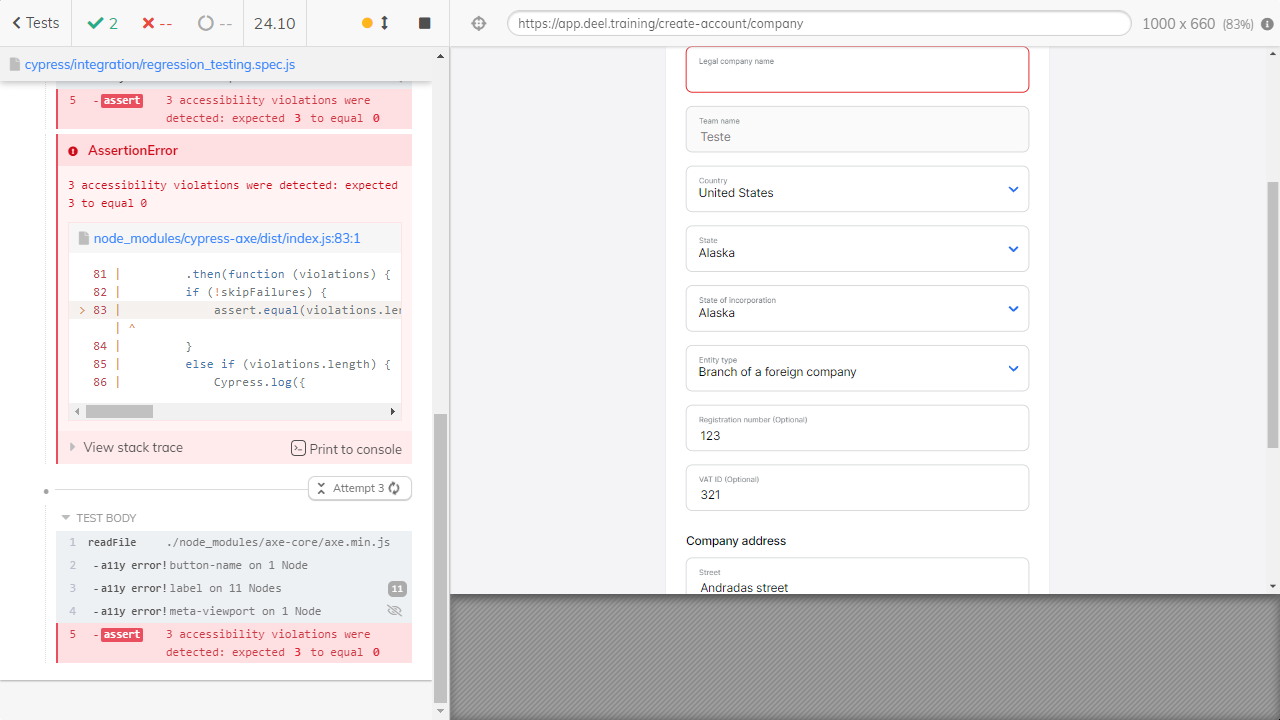 Tests
2
--
--
24.10
https://app.deel.training/create-account/company
1000 x 660 (83%)
cypress/integration/regression_testing.spec.js
5 -assert 3 accessibility violations were
detected: expected 3 to equal 0
AssertionError
3 accessibility violations were detected: expected
3 to equal 0
node_modules/cypress-axe/dist/index.js:83:1
81 | .then(function (violations) {
82 | if (!skipFailures) {
> 83 | assert.equal(violations.len
| ^
84 | }
85 | else if (violations.length) {
86 | Cypress.log({
View stack trace
Print to console
Attempt 3
TEST BODY
1 readFile ./node_modules/axe-core/axe.min.js
2 -a11y error! button-name on 1 Node
3 -a11y error! label on 11 Nodes 11
4 -a11y error! meta-viewport on 1 Node
5 -assert 3 accessibility violations were
detected: expected 3 to equal 0
Legal company name
Team name
Teste
Country
United States
State
Alaska
State of incorporation
Alaska
Entity type
Branch of a foreign company
Registration number (Optional)
123
VAT ID (Optional)
321
Company address
Street
Andradas street